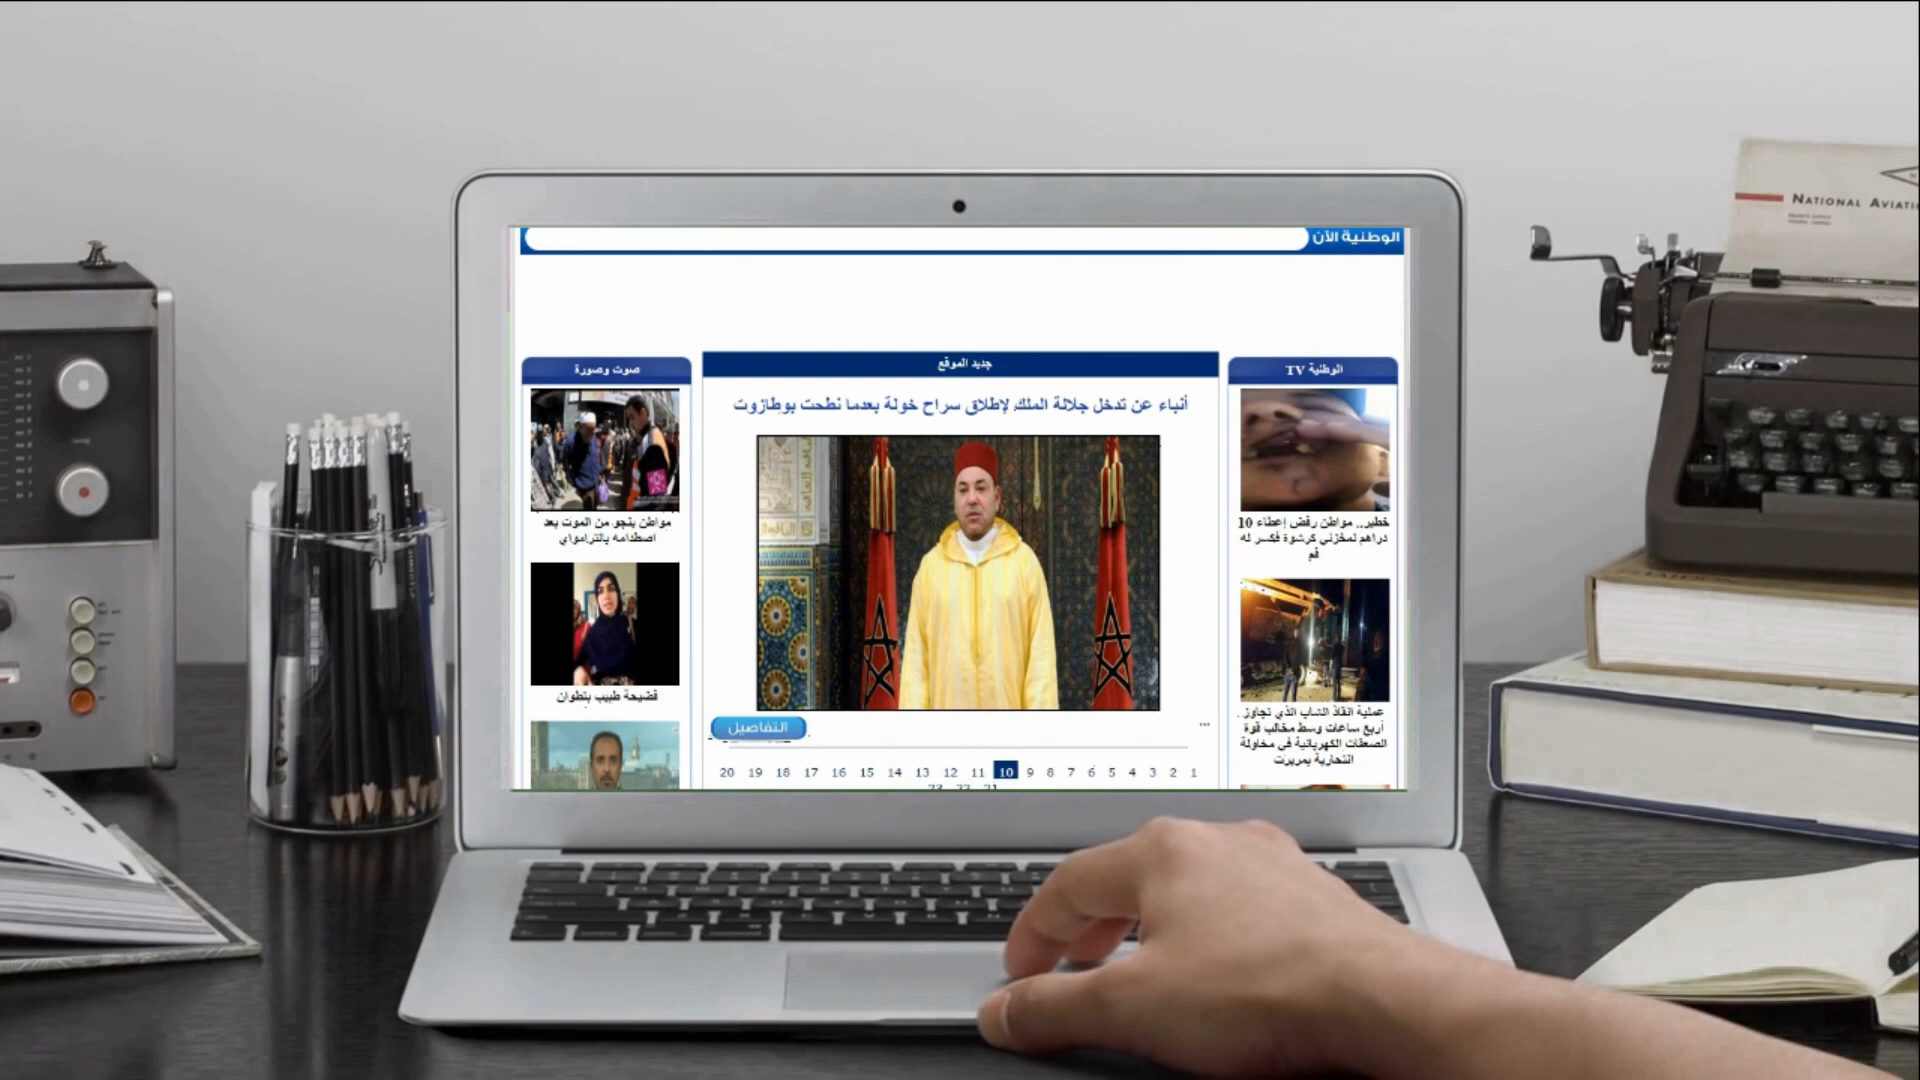 NATIONAL AVIATI
الوطنية الآن
الوطنية TV
خطير.. مواطن رفض إعطاء 10
دراهم لمخزني كرشوة فكسر له
فم
عملية انقاذ الشاب الذي تجاوز..
أربع ساعات وسط مخالب قوة
الصعقات الكهربائية في محاولة
انتحارية بمريرت
جديد الموقع
أنباء عن تدخل جلالة الملك لإطلاق سراح خولة بعدما نطحت بوطازوت
...
التفاصيل
1 2 3 4 5 6 7 8 9 10 11 12 13 14 15 16 17 18 19 20
صوت وصورة
مواطن ينجو من الموت بعد
اصطدامه بالترامواي
فضيحة طبيب بتطوان